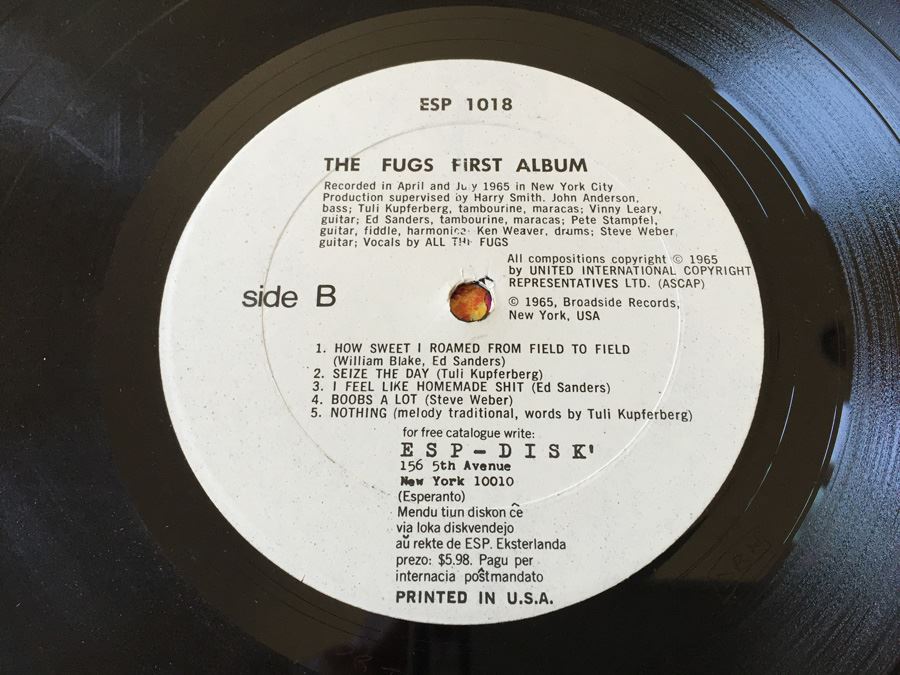 ESP 1018
THE FUGS FIRST ALBUM
Recorded in April and July 1965 in New York City
Production supervised by Harry Smith. John Anderson,
bass; Tuli Kupferberg, tambourine, maracas; Vinny Leary,
guitar; Ed Sanders, tambourine, maracas; Pete Stampfel,
guitar, fiddle, harmonica; Ken Weaver, drums; Steve Weber,
guitar; Vocals by ALL THE FUGS
All compositions copyright © 1965
by UNITED INTERNATIONAL COPYRIGHT
REPRESENTATIVES LTD. (ASCAP)
side B
© 1965, Broadside Records,
New York, USA
1. HOW SWEET I ROAMED FROM FIELD TO FIELD
(William Blake, Ed Sanders)
2. SEIZE THE DAY (Tuli Kupferberg)
3. I FEEL LIKE HOMEMADE SHIT (Ed Sanders)
4. BOOBS A LOT (Steve Weber)
5. NOTHING (melody traditional, words by Tuli Kupferberg)
for free catalogue write:
ESP-DISK'
156 5th Avenue
New York 10010
(Esperanto)
Mendu tiun diskon ĉe
via loka diskvendejo
aŭ rekte de ESP. Eksterlanda
prezo: $5.98. Pagu per
internacia poŝtmandato
PRINTED IN U.S.A.